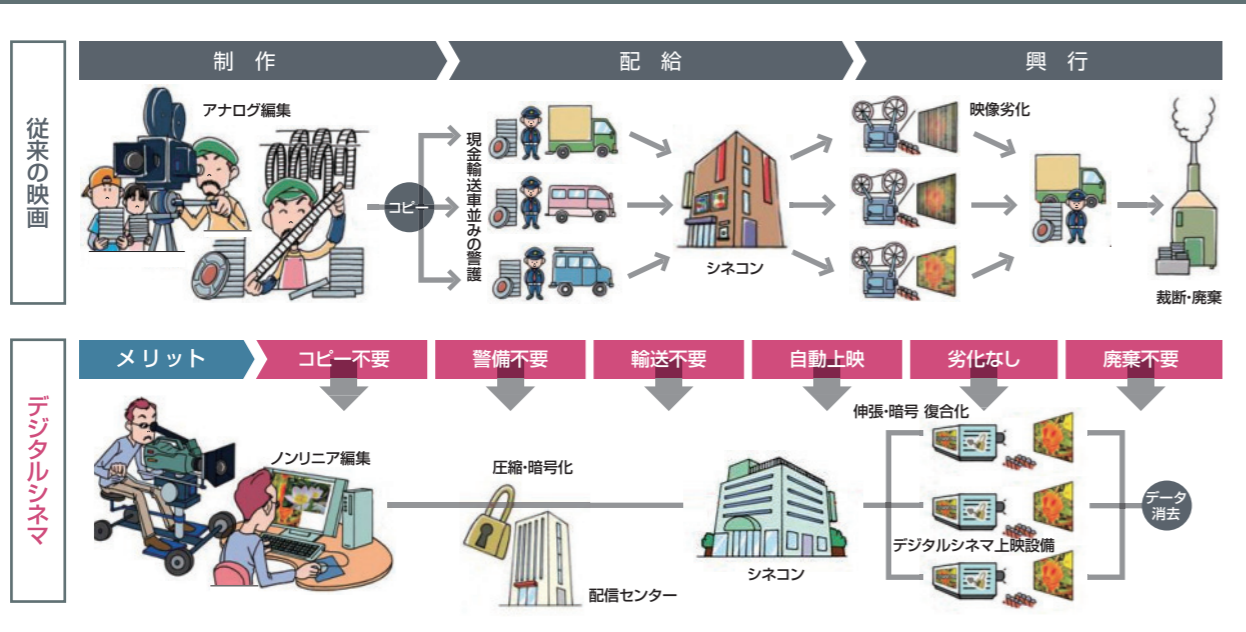 従来の映画
制 作
配 給
興 行
アナログ編集
コピー
現金輸送車並みの警護
シネコン
映像劣化
裁断・廃棄
デジタルシネマ
メリット
コピー不要
警備不要
輸送不要
自動上映
劣化なし
廃棄不要
ノンリニア編集
圧縮・暗号化
配信センター
シネコン
伸張・暗号 復合化
デジタルシネマ上映設備
データ
消去